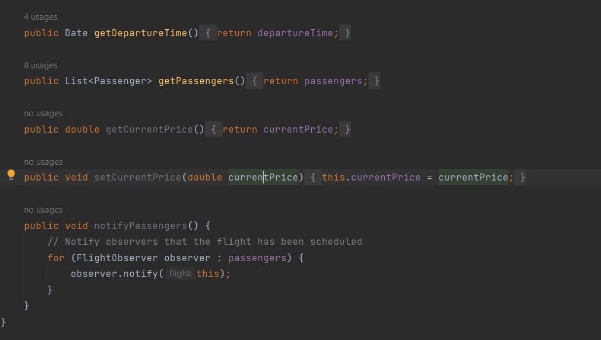 4 usages
public Date getDepartureTime() { return departureTime; }
8 usages
public List<Passenger> getPassengers() { return passengers; }
no usages
public double getCurrentPrice() { return currentPrice; }
no usages
public void setCurrentPrice(double currentPrice) { this.currentPrice = currentPrice; }
no usages
public void notifyPassengers() {
// Notify observers that the flight has been scheduled
for (FlightObserver observer : passengers) {
observer.notify( flight: this);
}
}
}